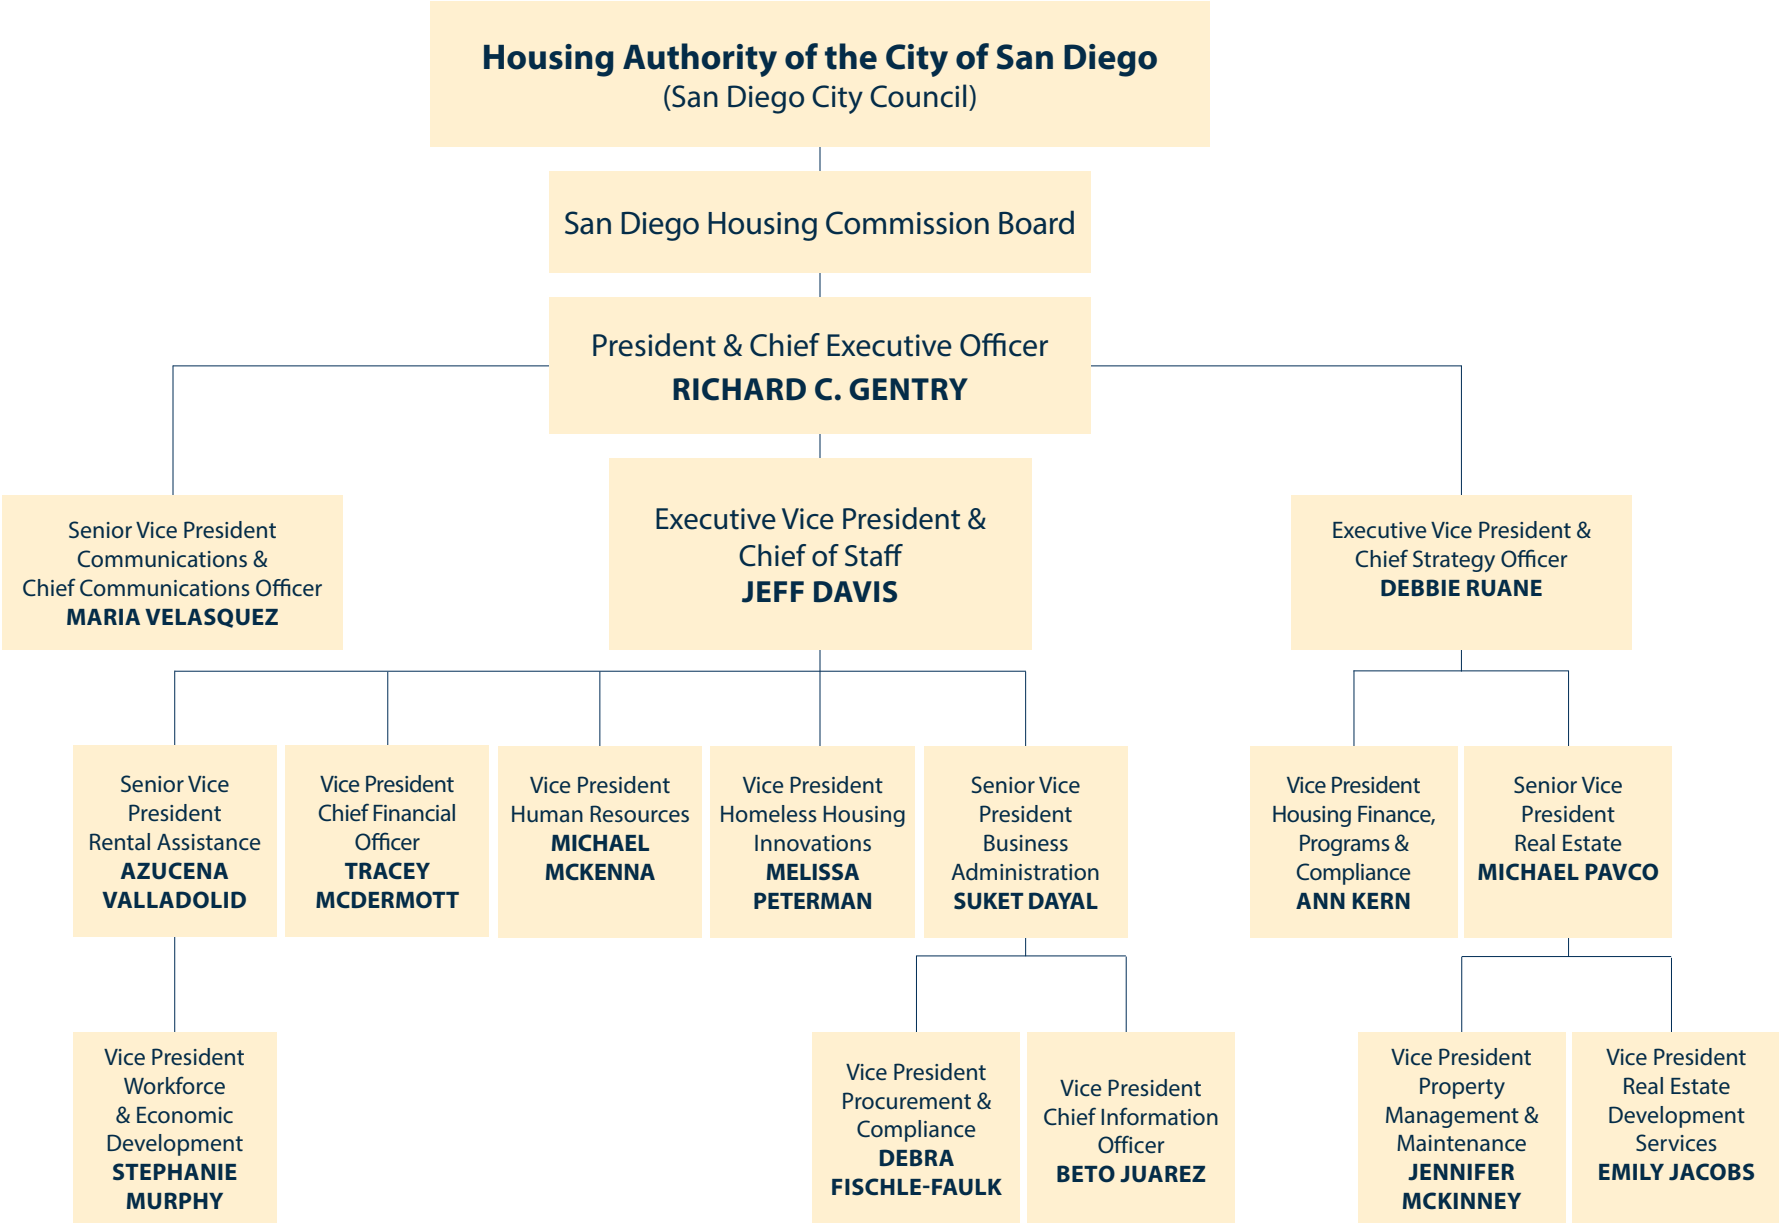 Housing Authority of the City of San Diego
(San Diego City Council)
San Diego Housing Commission Board
President & Chief Executive Officer
RICHARD C. GENTRY
Senior Vice President
Communications &
Chief Communications Officer
MARIA VELASQUEZ
Executive Vice President &
Chief of Staff
JEFF DAVIS
Executive Vice President &
Chief Strategy Officer
DEBBIE RUANE
Senior Vice
President
Rental Assistance
AZUCENA
VALLADOLID
Vice President
Chief Financial
Officer
TRACEY
MCDERMOTT
Vice President
Human Resources
MICHAEL
MCKENNA
Vice President
Homeless Housing
Innovations
MELISSA
PETERMAN
Senior Vice
President
Business
Administration
SUKET DAYAL
Vice President
Housing Finance,
Programs &
Compliance
ANN KERN
Senior Vice
President
Real Estate
MICHAEL PAVCO
Vice President
Workforce
& Economic
Development
STEPHANIE
MURPHY
Vice President
Procurement &
Compliance
DEBRA
FISCHLE-FAULK
Vice President
Chief Information
Officer
BETO JUAREZ
Vice President
Property
Management &
Maintenance
JENNIFER
MCKINNEY
Vice President
Real Estate
Development
Services
EMILY JACOBS